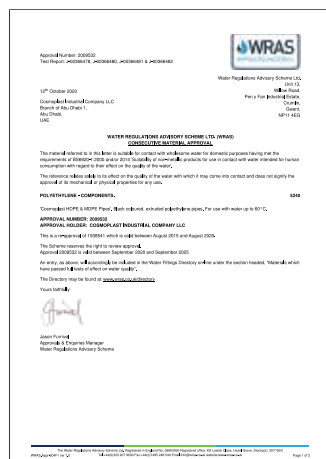 Approval Number: 2009532
Test Report: J-00366479, J-00366480, J-00366481 & J-00366482
WRAS
Water Regulations Advisory Scheme Ltd.
Unit 13,
Willow Road,
Pen y Fan Industrial Estate,
Crumlin,
Gwent,
NP11 4EG
12th October 2020
Cosmoplast Industrial Company LLC
Branch of Abu Dhabi 1,
Abu Dhabi,
UAE
WATER REGULATIONS ADVISORY SCHEME LTD. (WRAS)
CONSECUTIVE MATERIAL APPROVAL
The material referred to in this letter is suitable for contact with wholesome water for domestic purposes having met the
requirements of BS6920-1:2000 and/or 2014 'Suitability of non-metallic products for use in contact with water intended for human
consumption with regard to their effect on the quality of the water'.
The reference relates solely to its effect on the quality of the water with which it may come into contact and does not signify the
approval of its mechanical or physical properties for any use.
POLYETHYLENE - COMPONENTS. 5240
'Cosmoplast HDPE & MDPE Pipes'. Black coloured, extruded polyethylene pipes. For use with water up to 60°C.
APPROVAL NUMBER: 2009532
APPROVAL HOLDER: COSMOPLAST INDUSTRIAL COMPANY LLC
This is a re-approval of 1508541 which is valid between August 2015 and August 2020.
The Scheme reserves the right to review approval.
Approval 2009532 is valid between September 2020 and September 2025
An entry, as above, will accordingly be included in the Water Fittings Directory on-line under the section headed, "Materials which
have passed full tests of effect on water quality".
The Directory may be found at: www.wras.co.uk/directory
Yours faithfully
Jason Furnival
Approvals & Enquiries Manager
Water Regulations Advisory Scheme
Page 1 of 2